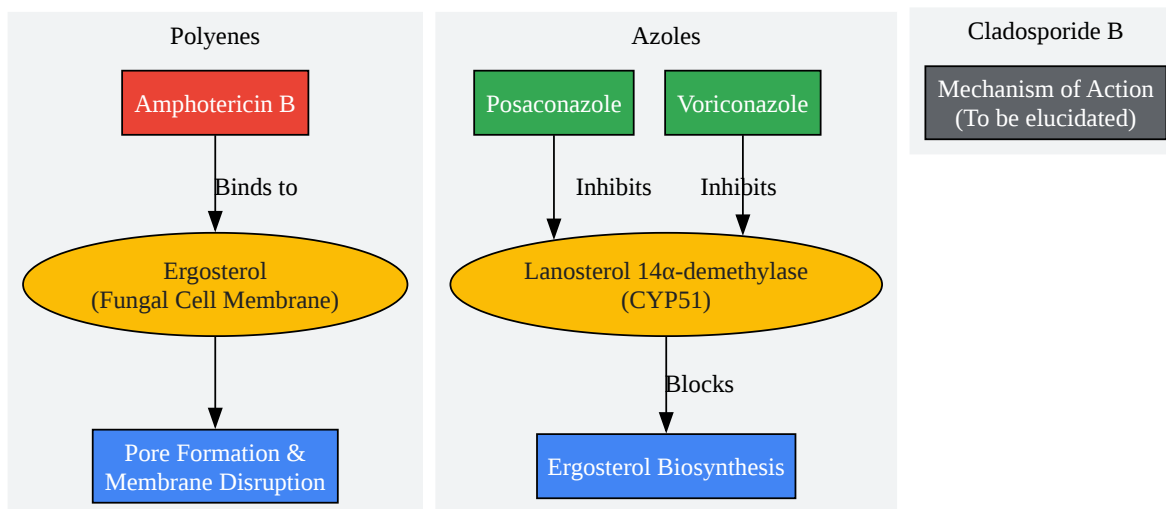 Polyenes
Amphotericin B
Binds to
Ergosterol
(Fungal Cell Membrane)
Pore Formation &
Membrane Disruption
Azoles
Posaconazole
Voriconazole
Inhibits
Inhibits
Lanosterol 14α-demethylase
(CYP51)
Blocks
Ergosterol Biosynthesis
Cladosporide B
Mechanism of Action
(To be elucidated)